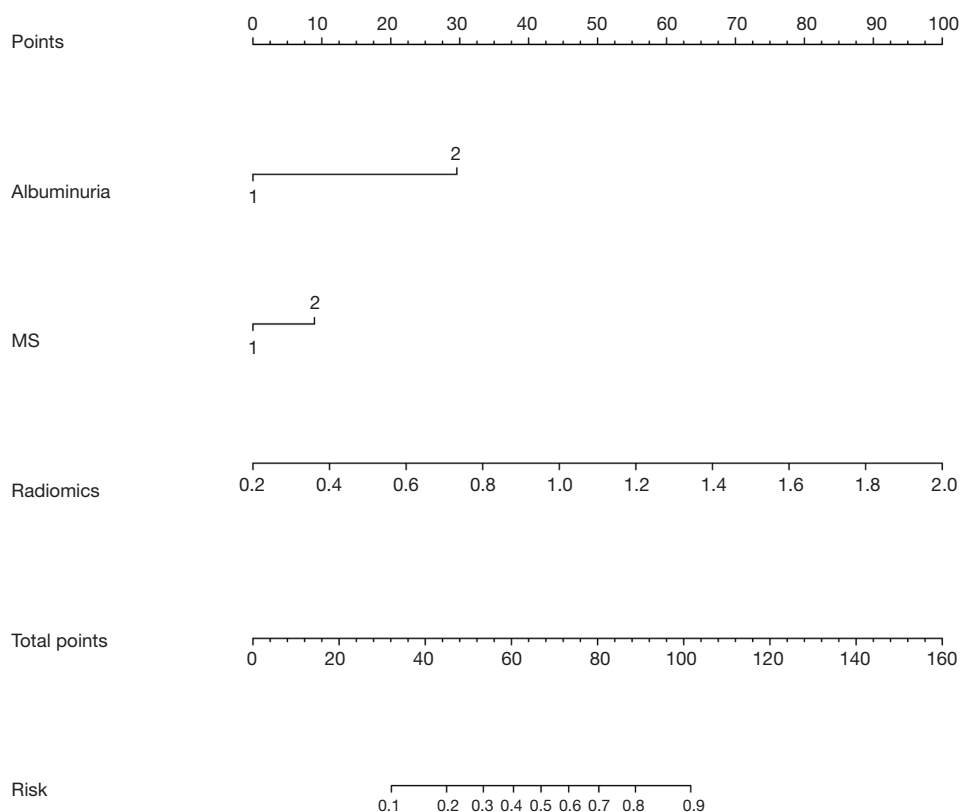 Points 0 10 20 30 40 50 60 70 80 90 100
2
Albuminuria
1
2
MS
1
Radiomics 0.2 0.4 0.6 0.8 1.0 1.2 1.4 1.6 1.8 2.0
Total points 0 20 40 60 80 100 120 140 160
Risk 0.1 0.2 0.3 0.4 0.5 0.6 0.7 0.8 0.9